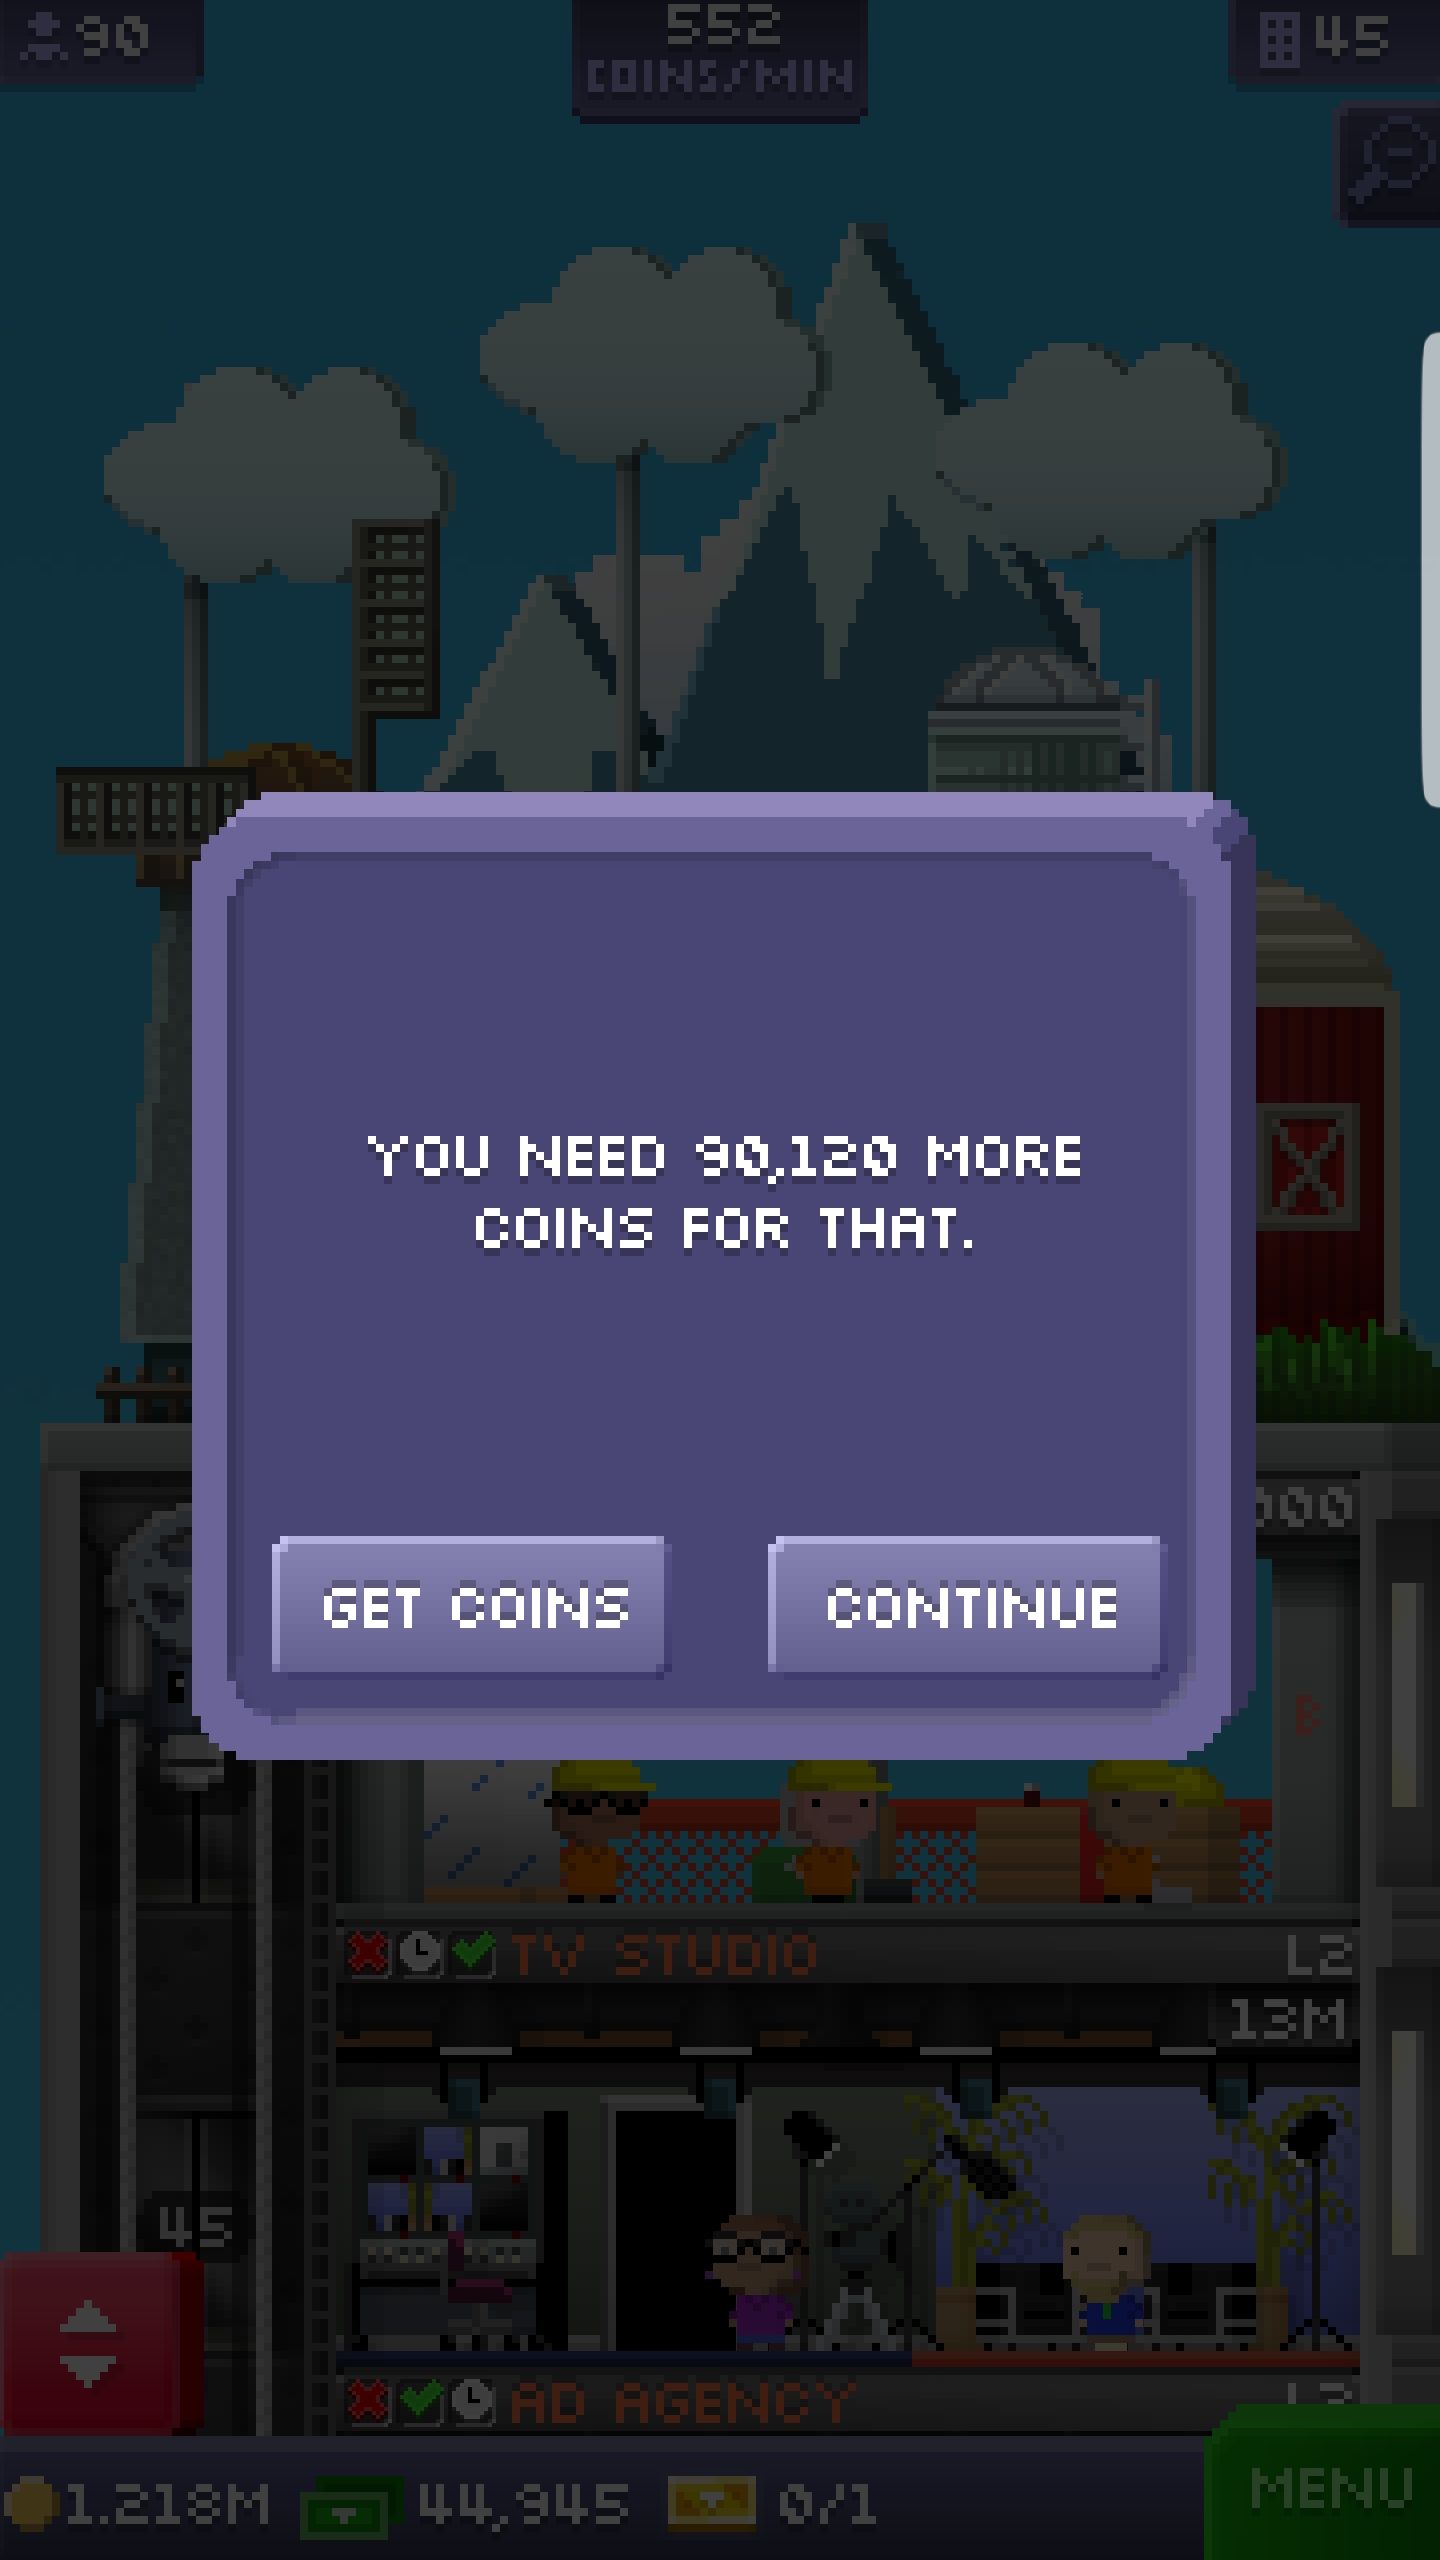 90
552
COINS/MIN
45
YOU NEED 90,120 MORE
COINS FOR THAT.
GET COINS
CONTINUE
000
B
TV STUDIO
L2
13M
45
AD AGENCY
1.218M
44,945
0/1
MENU